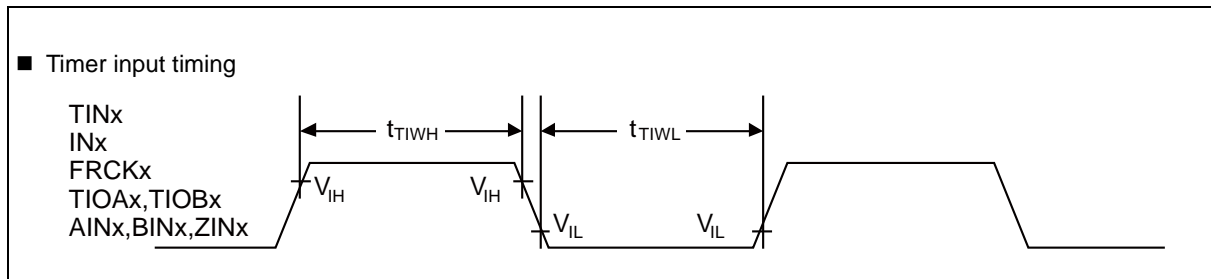 ■ Timer input timing
TINx
INx
FRCKx
TIOAx,TIOBx
AINx,BINx,ZINx
tTIWH
tTIWL
VIH
VIH
VIL
VIL